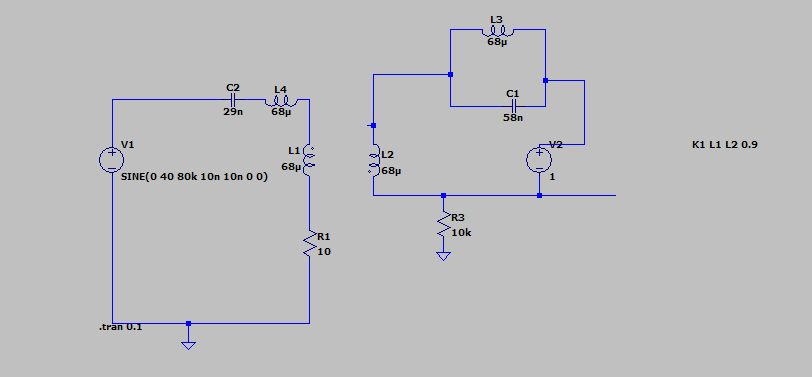 L3
68µ
C2
29n
L4
68µ
C1
58n
V1
SINE(0 40 80k 10n 10n 0 0)
L1
68µ
L2
68µ
V2
1
K1 L1 L2 0.9
R3
10k
R1
10
.tran 0.1